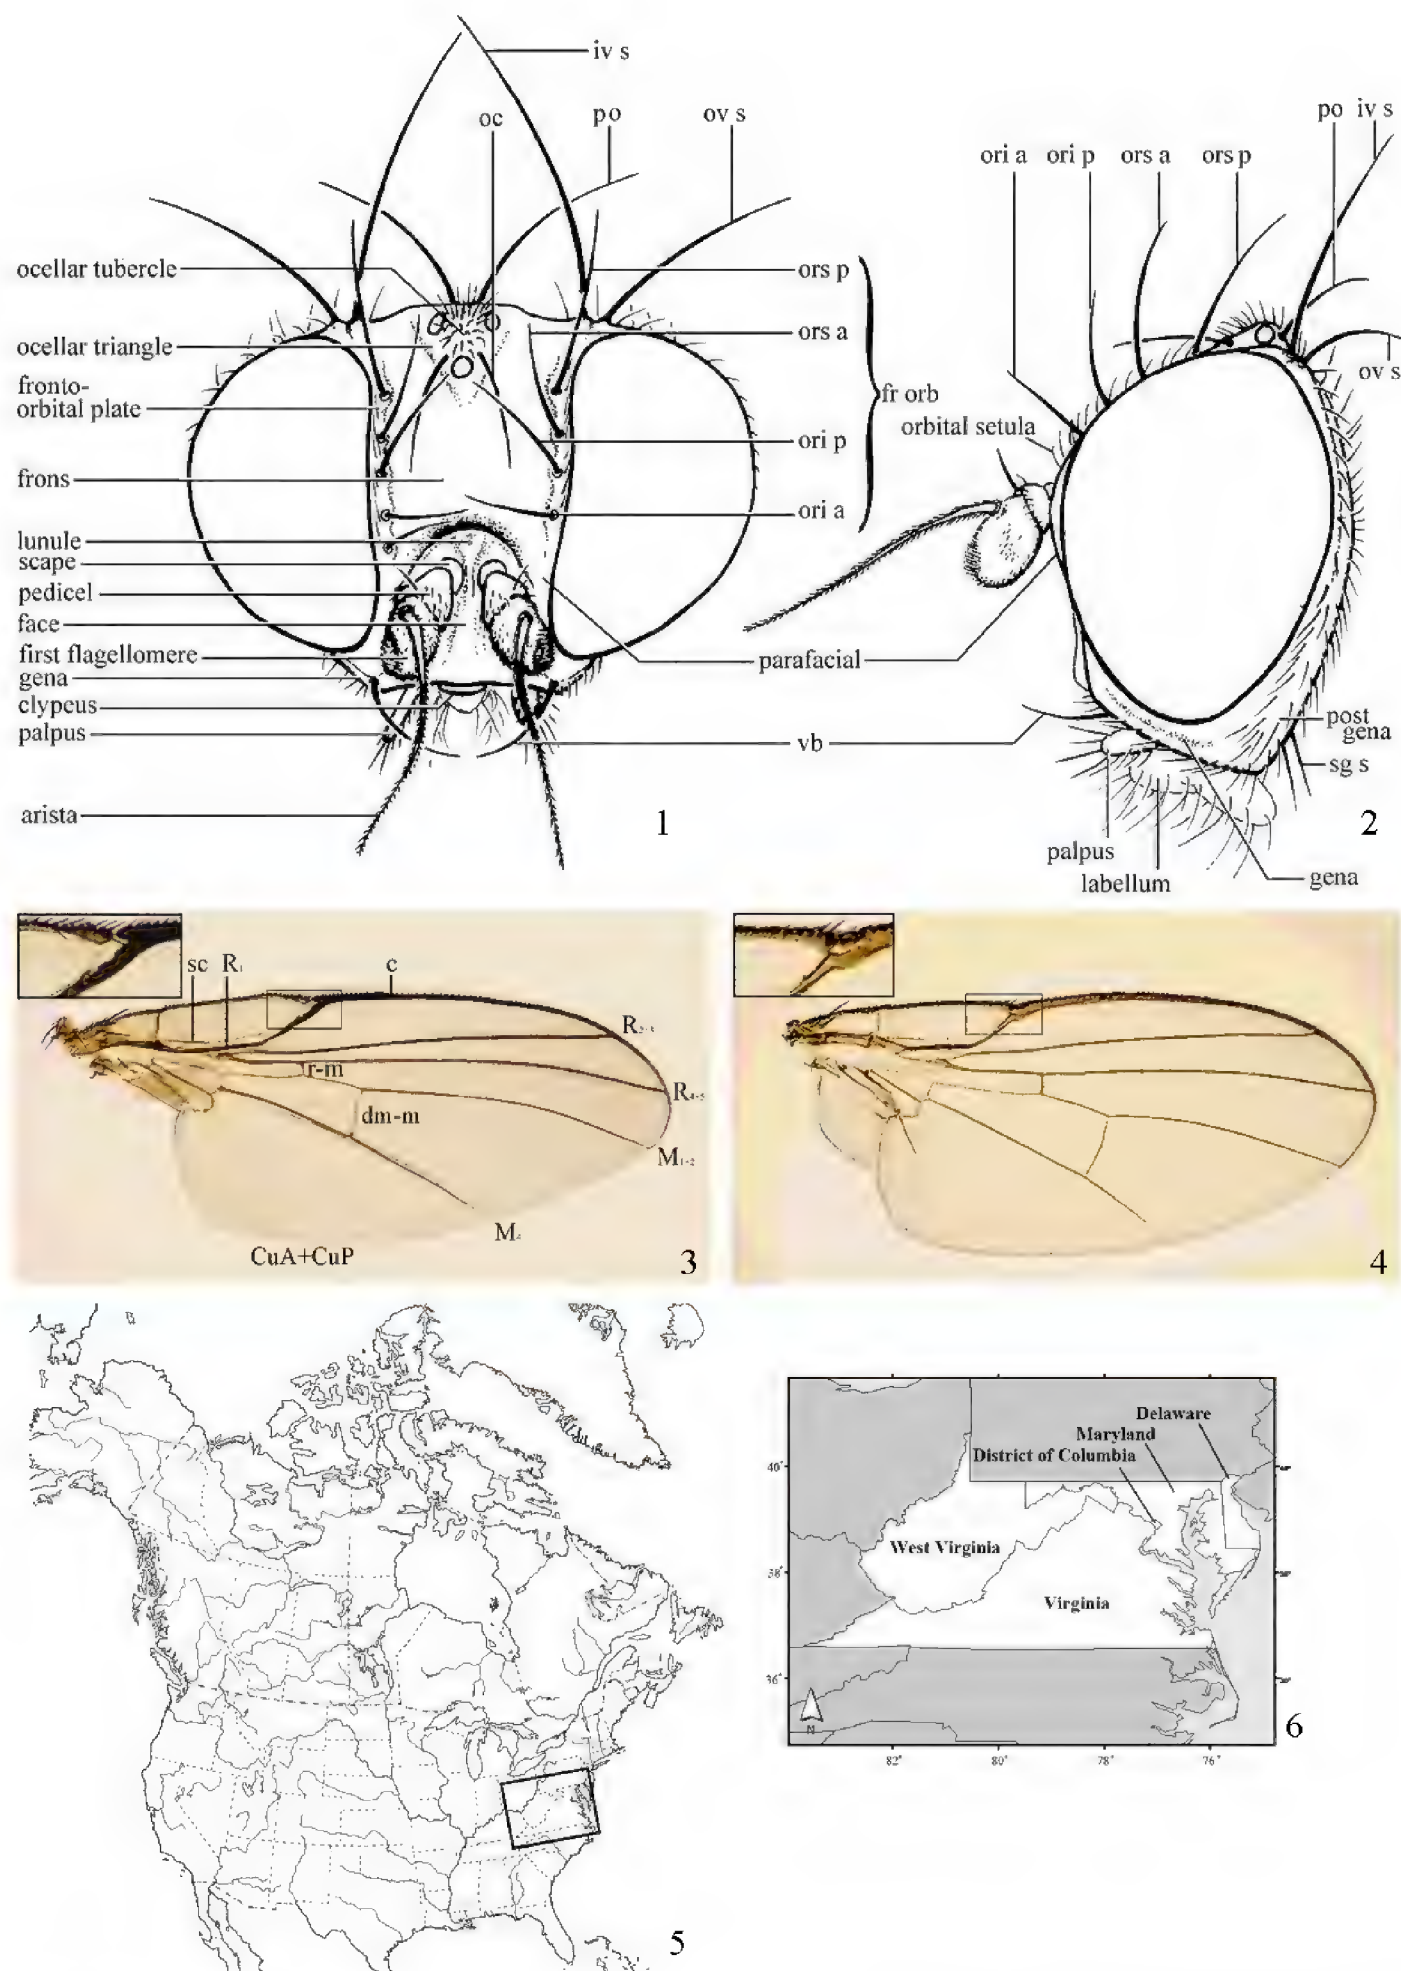 iv s
oc
po
ov s
ocellar tubercle
ocellar triangle
fronto-
orbital plate
frons
lunule
scape
pedicel
face
first flagellomere
gena
clypeus
palpus
arista
ors p
ors a
ori p
ori a
fr orb
parafacial
vb
1
po
iv s
ori a
ori p
ors a
ors p
ov s
orbital setula
post
gena
sg s
palpus
labellum
gena
2
sc
R1
c
R2+3
r-m
R4+5
dm-m
M1+2
M4
CuA+CuP
3
4
5
Delaware
Maryland
District of Columbia
West Virginia
Virginia
40°
38°
36°
N
82°
80°
78°
76°
6